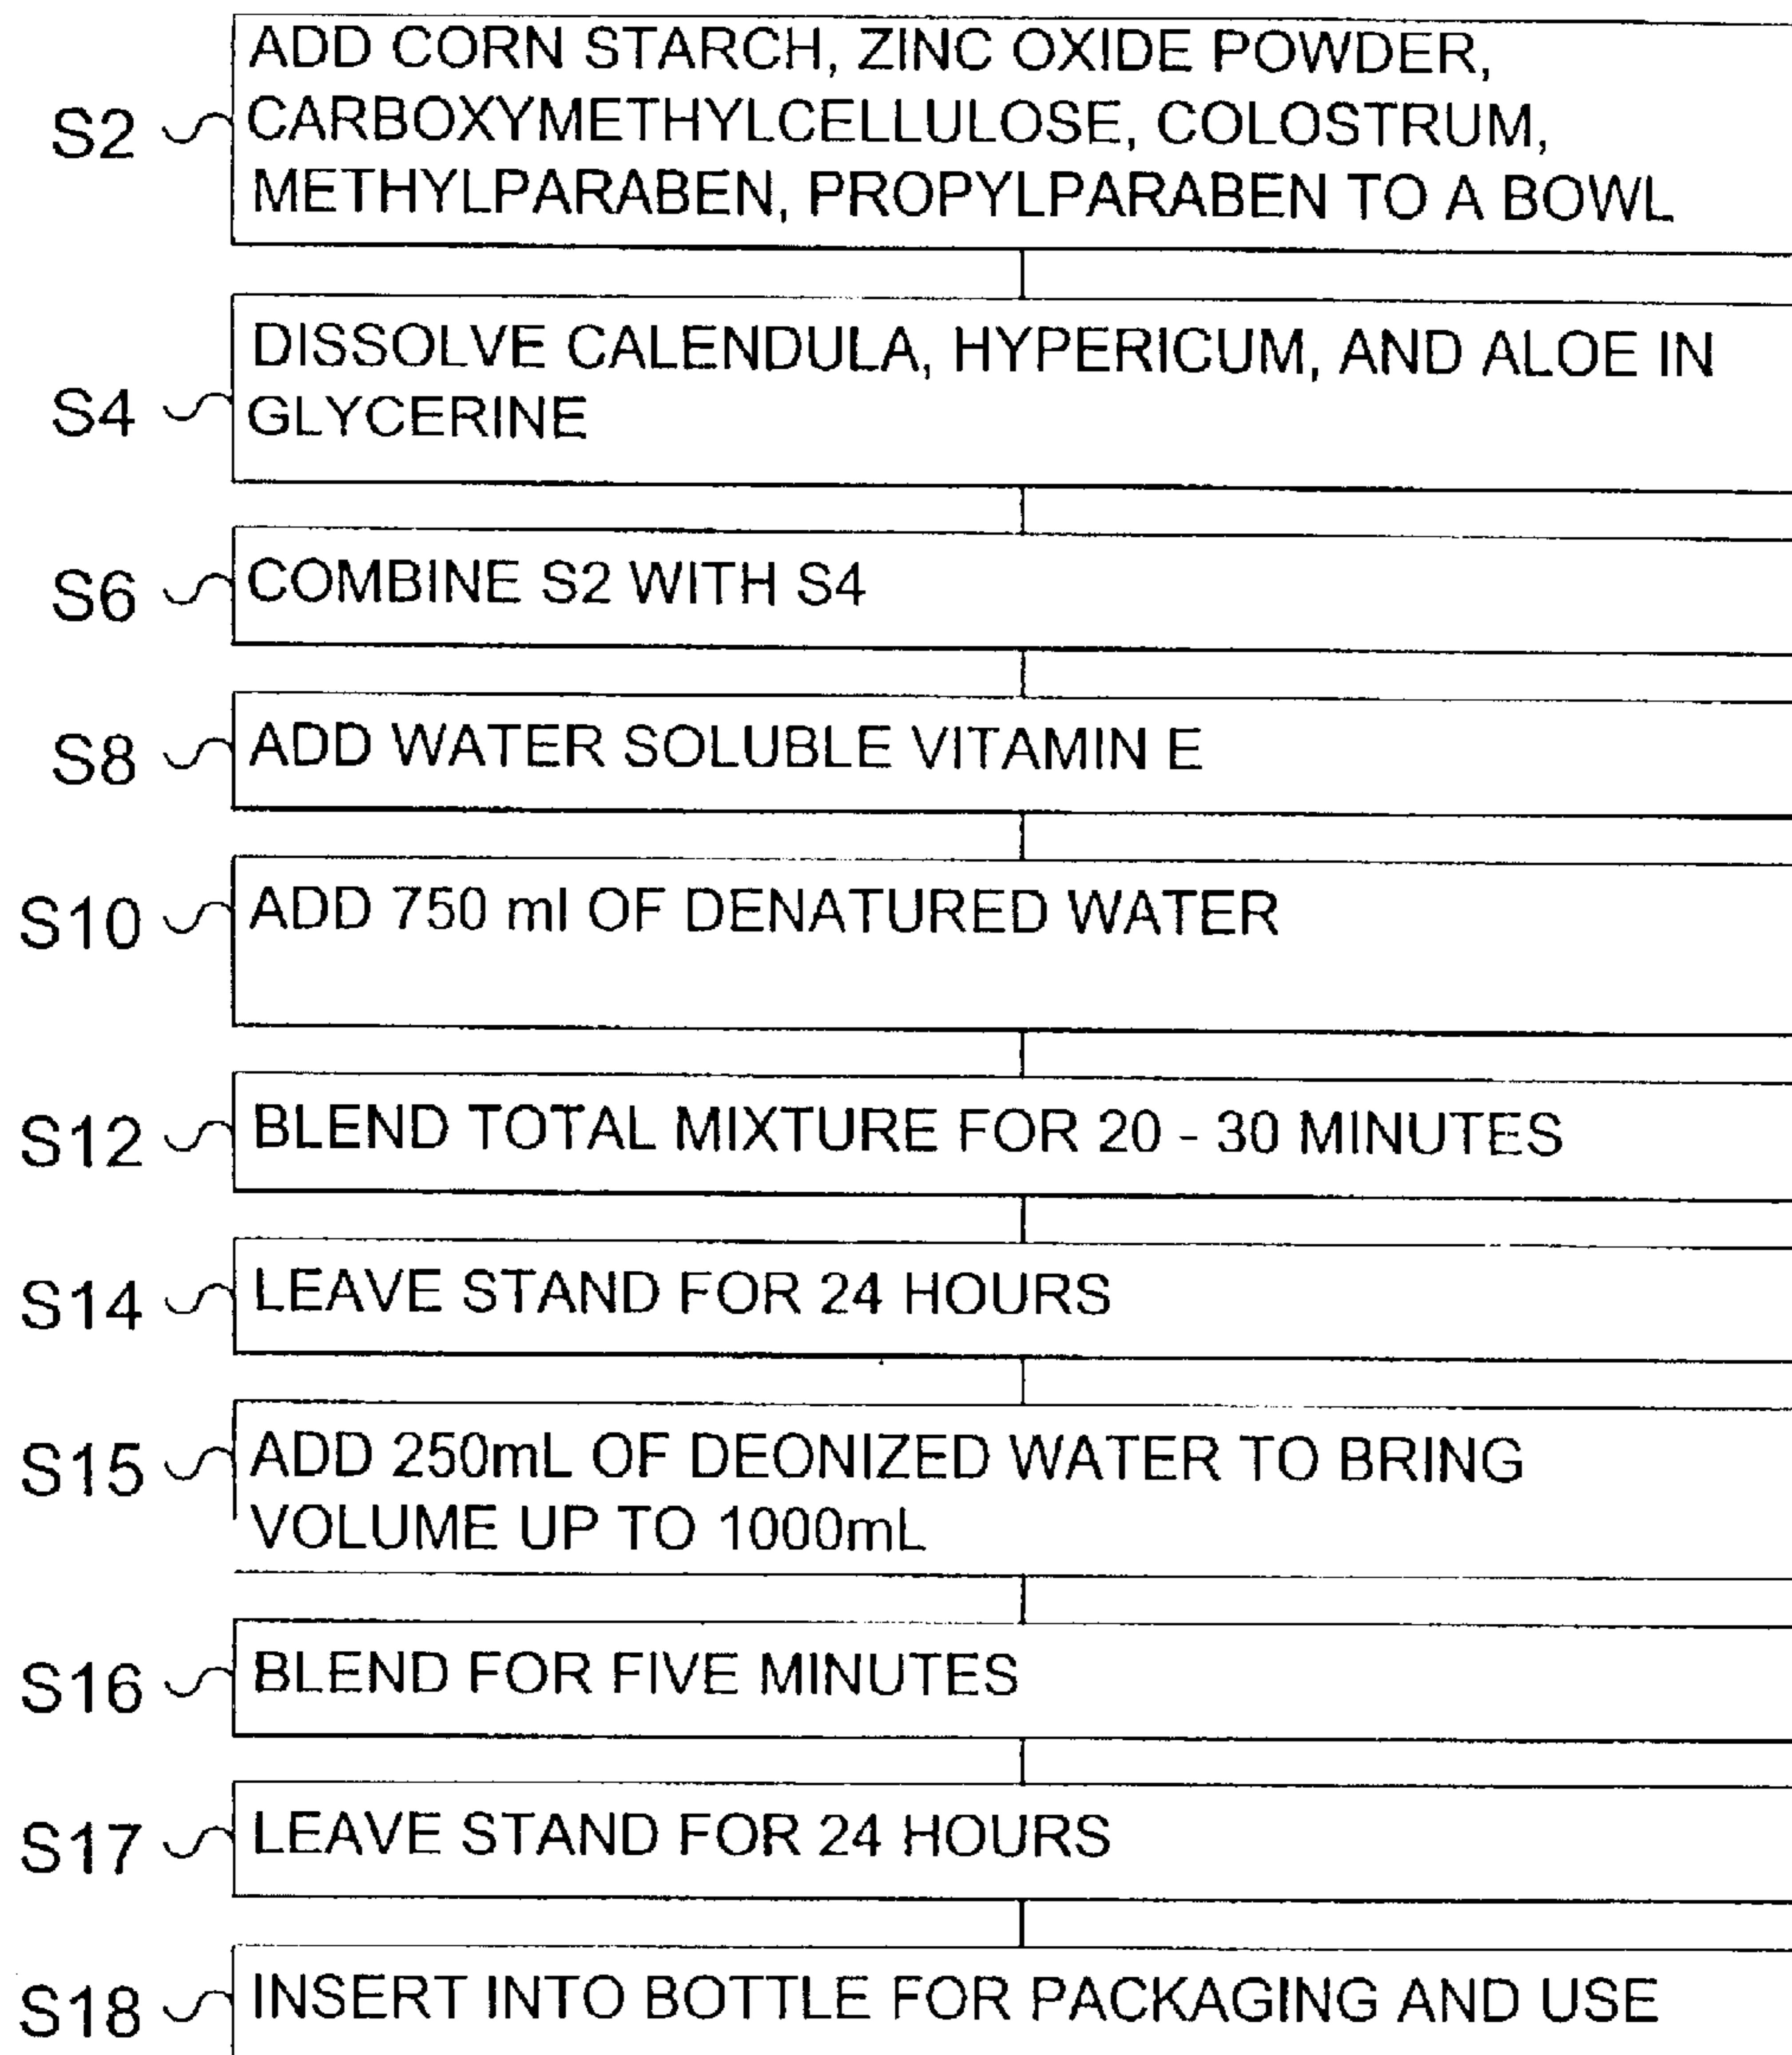 ADD CORN STARCH, ZINC OXIDE POWDER,
S2 CARBOXYMETHYLCELLULOSE, COLOSTRUM,
METHYLPARABEN, PROPYLPARABEN TO A BOWL
DISSOLVE CALENDULA, HYPERICUM, AND ALOE IN
S4 GLYCERINE
S6 COMBINE S2 WITH S4
S8 ADD WATER SOLUBLE VITAMIN E
S10 ADD 750 ml OF DENATURED WATER
S12 BLEND TOTAL MIXTURE FOR 20 - 30 MINUTES
S14 LEAVE STAND FOR 24 HOURS
S15 ADD 250mL OF DEONIZED WATER TO BRING
VOLUME UP TO 1000mL
S16 BLEND FOR FIVE MINUTES
S17 LEAVE STAND FOR 24 HOURS
S18 INSERT INTO BOTTLE FOR PACKAGING AND USE